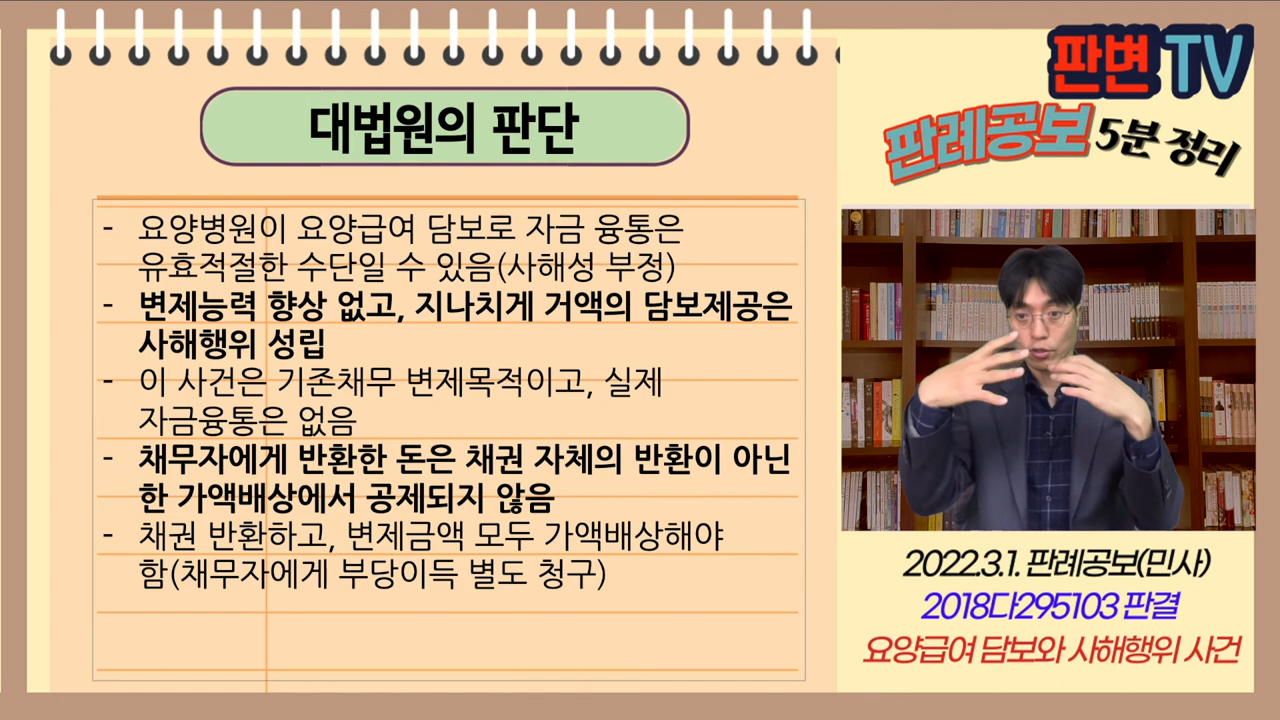 판변 TV
판례공보 5분 정리
대법원의 판단
- 요양병원이 요양급여 담보로 자금 융통은
유효적절한 수단일 수 있음(사해성 부정)
- 변제능력 향상 없고, 지나치게 거액의 담보제공은
사해행위 성립
- 이 사건은 기존채무 변제목적이고, 실제
자금융통은 없음
- 채무자에게 반환한 돈은 채권 자체의 반환이 아닌
한 가액배상에서 공제되지 않음
- 채권 반환하고, 변제금액 모두 가액배상해야
함(채무자에게 부당이득 별도 청구)
2022.3.1. 판례공보(민사)
2018다295103 판결
요양급여 담보와 사해행위 사건